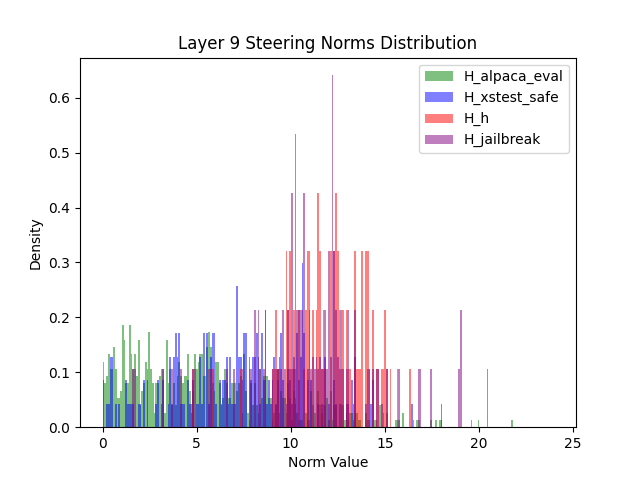 Layer 9 Steering Norms Distribution
H_alpaca_eval
H_xstest_safe
H_h
H_jailbreak
Density
0.6
0.5
0.4
0.3
0.2
0.1
0.0
0 5 10 15 20 25
Norm Value